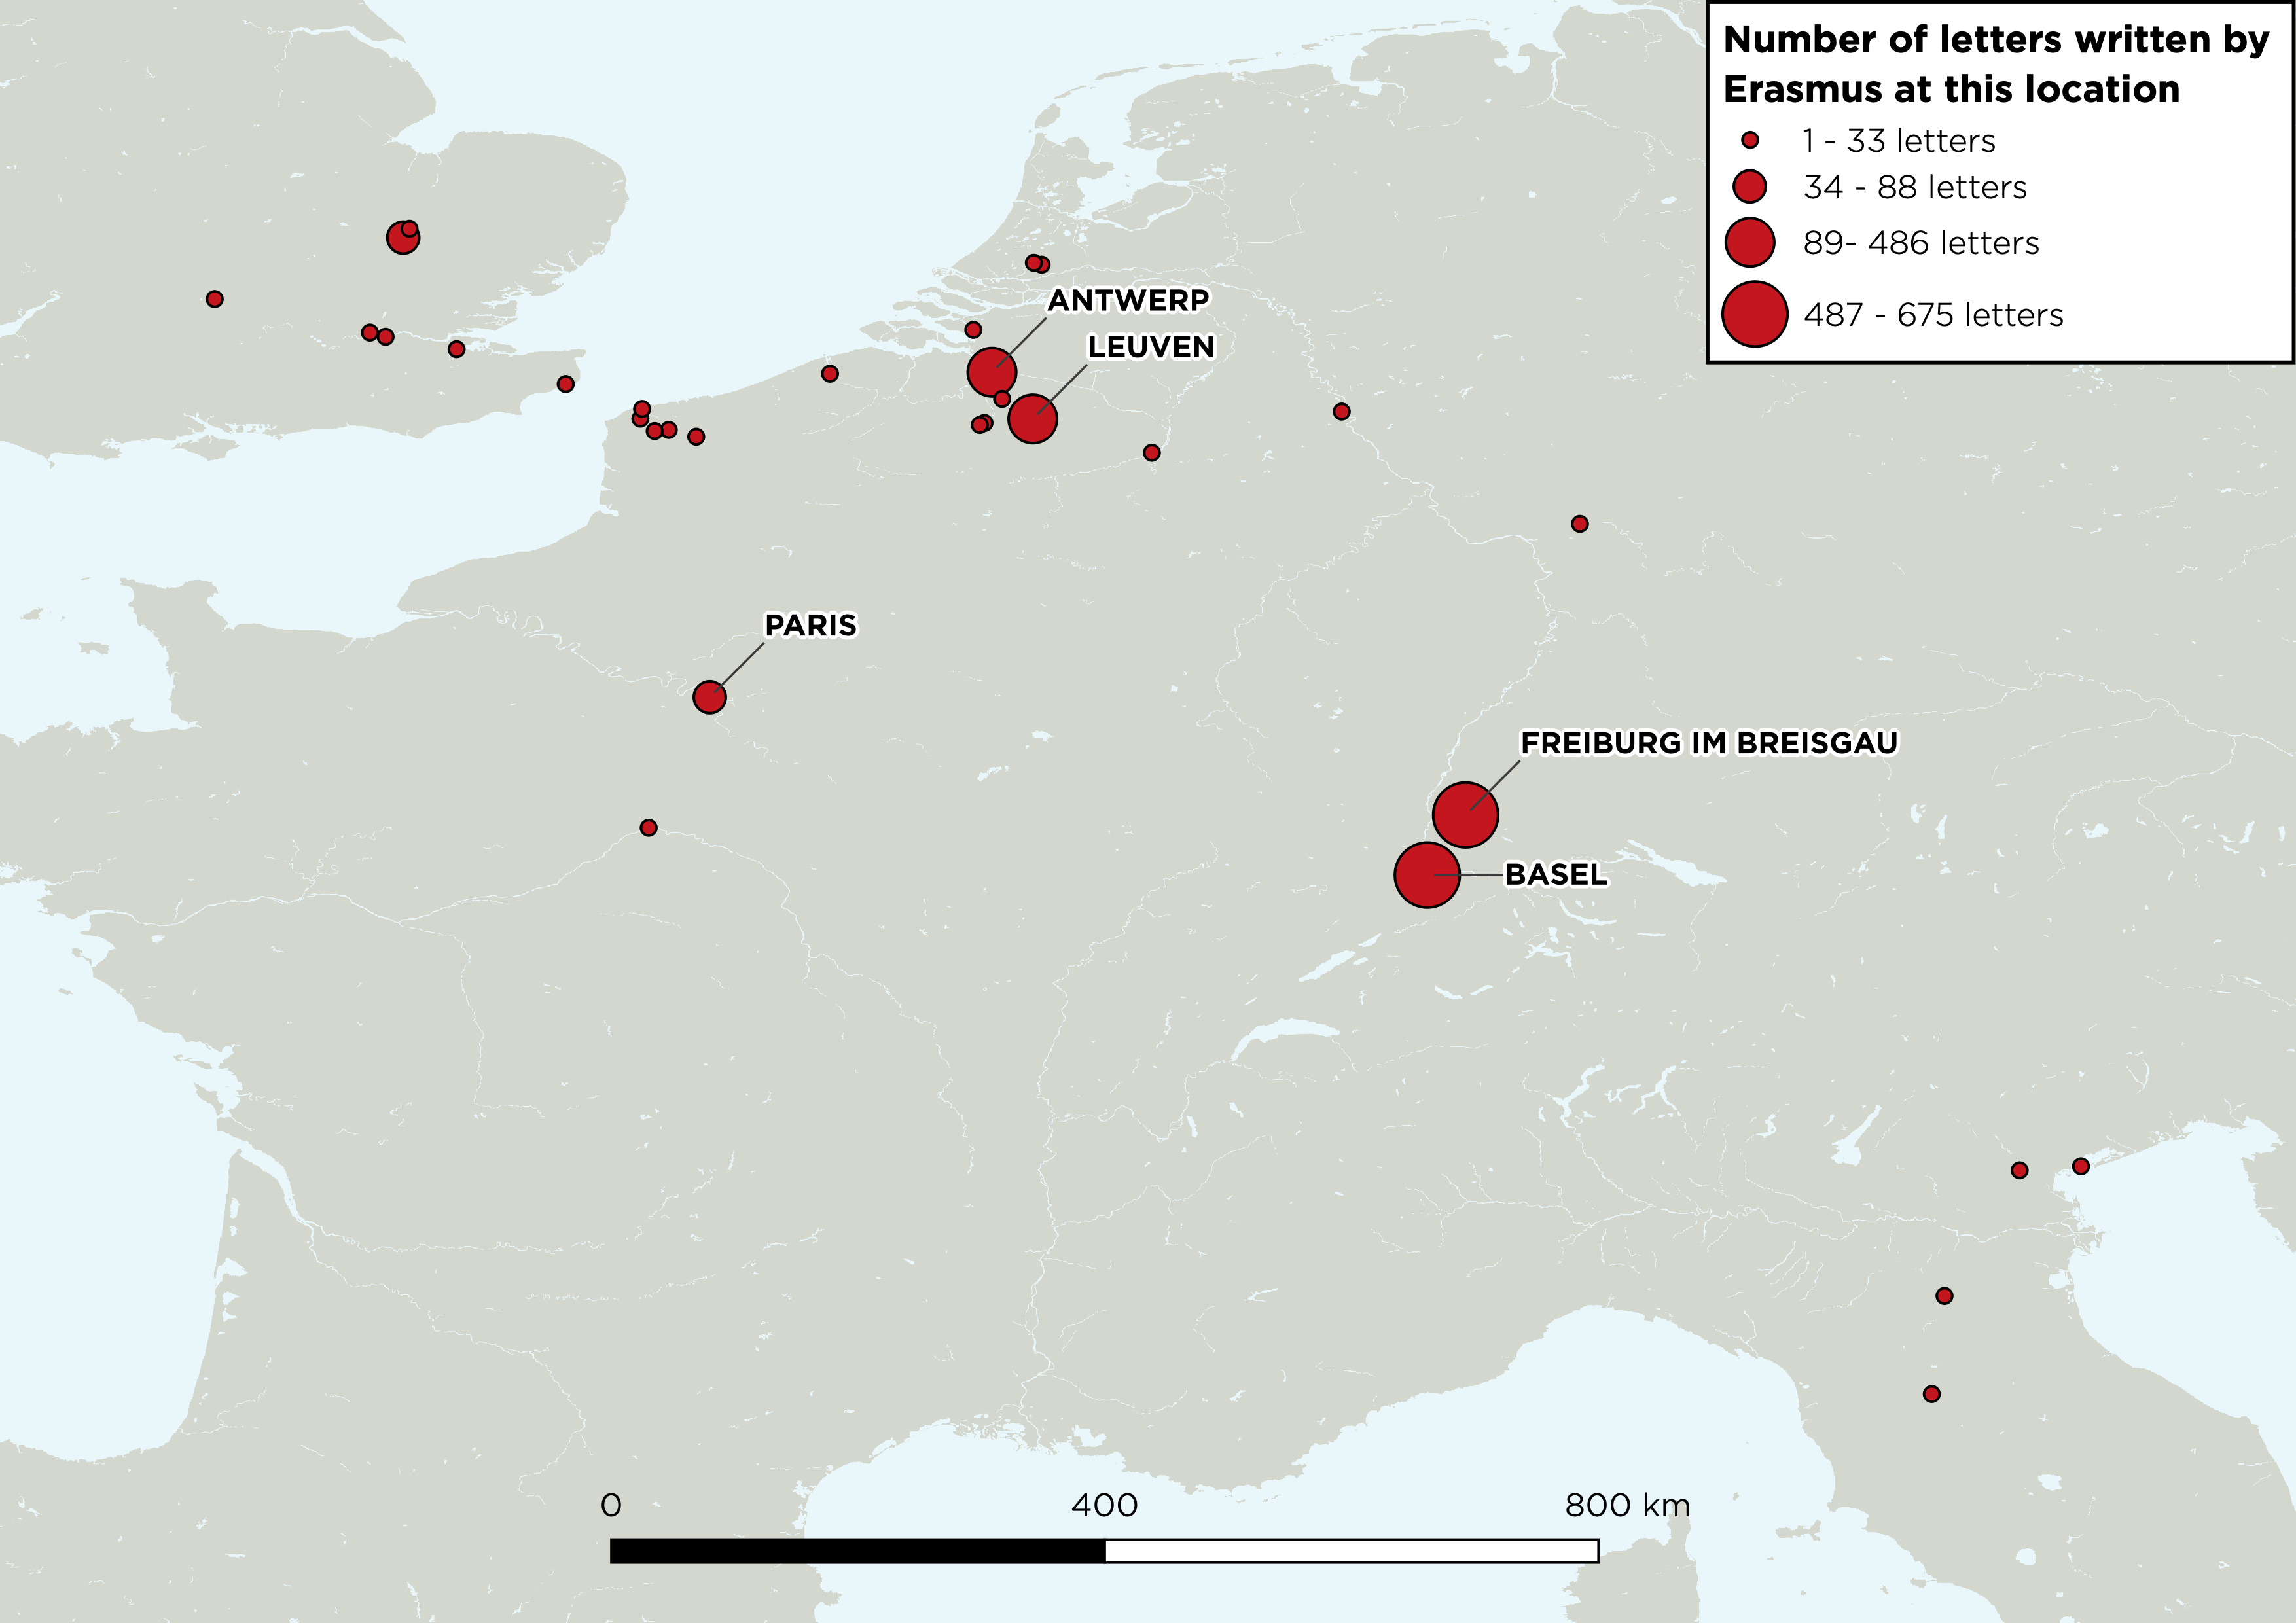 Number of letters written by
Erasmus at this location
1 - 33 letters
34 - 88 letters
89- 486 letters
487 - 675 letters
ANTWERP
LEUVEN
PARIS
FREIBURG IM BREISGAU
BASEL
0 400 800 km